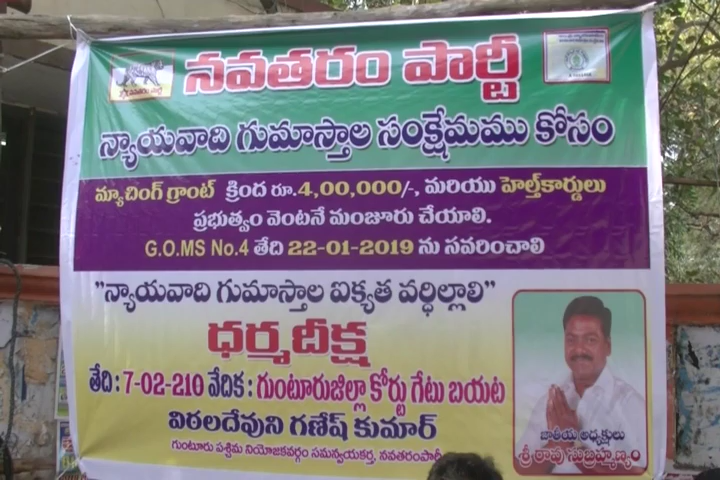 నవతరం పార్టీ
న్యాయవాది గుమాస్తాల సంక్షేమము కోసం
మ్యాచింగ్ గ్రాంట్ క్రింద రూ.4,00,000/-, మరియు హెల్త్‌కార్డులు
ప్రభుత్వం వెంటనే మంజూరు చేయాలి.
G.O.MS No.4 తేది 22-01-2019 ను సవరించాలి
"న్యాయవాది గుమాస్తాల ఐక్యత వర్ధిల్లాలి"
ధర్మదీక్ష
తేది : 7-02-210 వేదిక : గుంటూరుజిల్లా కోర్టు గేటు బయట
విఠలదేవుని గణేష్ కుమార్
గుంటూరు పశ్చిమ నియోజకవర్గం సమన్వయకర్త, నవతరంపార్టీ
జాతీయ అధ్యక్షులు
శ్రీ రావు సుబ్రహ్మణ్యం